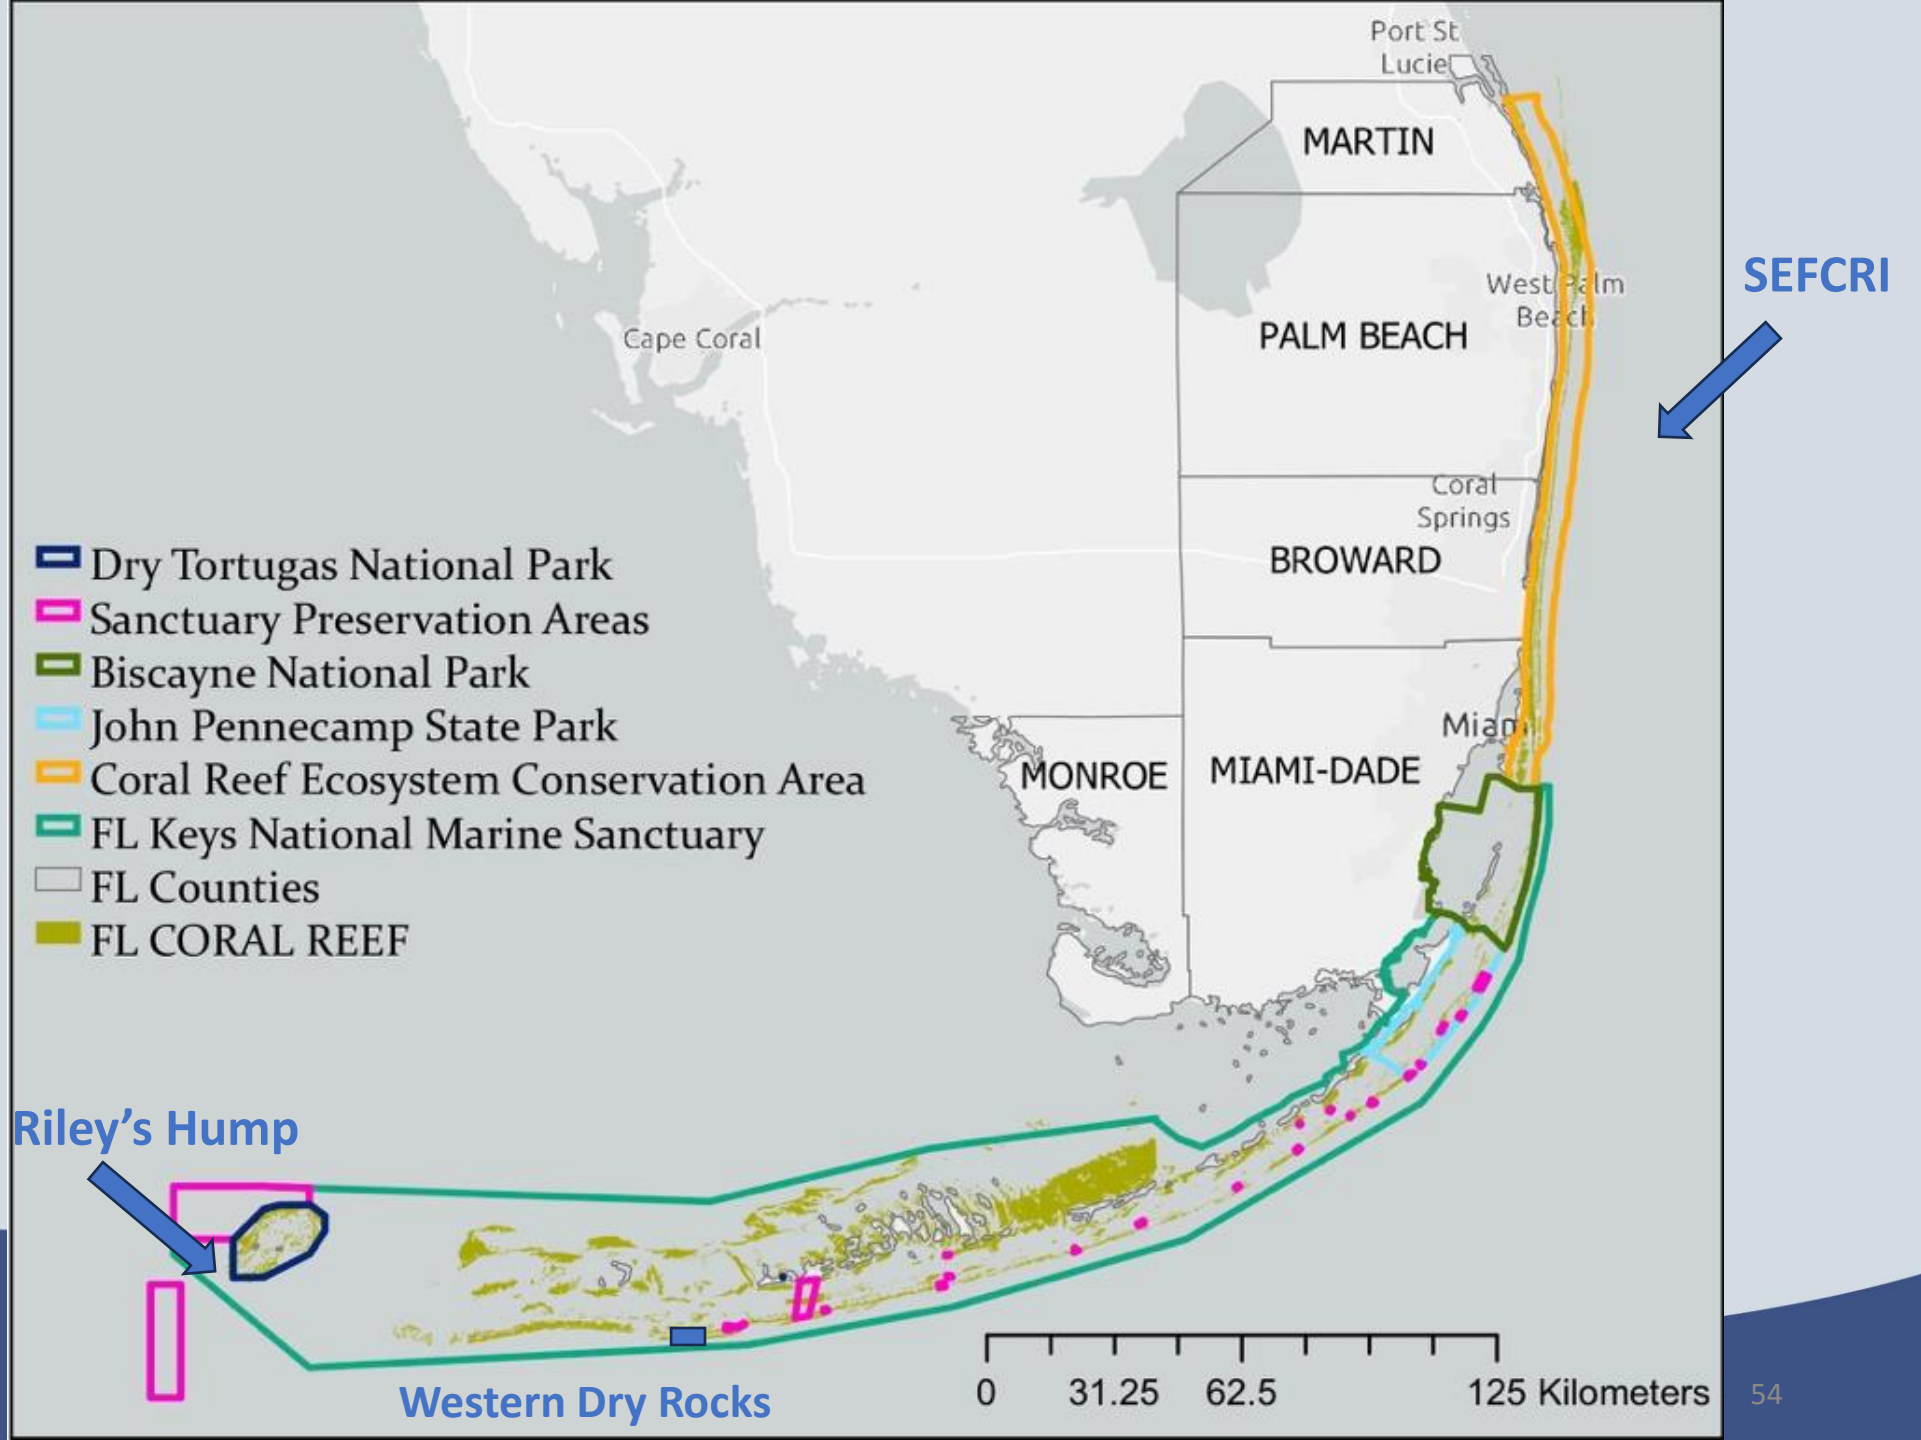 Port St
Lucie
MARTIN
West Palm
Beach
SEFCRI
PALM BEACH
Cape Coral
Coral
Springs
BROWARD
Dry Tortugas National Park
Sanctuary Preservation Areas
Biscayne National Park
John Pennecamp State Park
Coral Reef Ecosystem Conservation Area
FL Keys National Marine Sanctuary
FL Counties
FL CORAL REEF
Miami
MONROE
MIAMI-DADE
Riley’s Hump
Western Dry Rocks
0 31.25 62.5 125 Kilometers
54